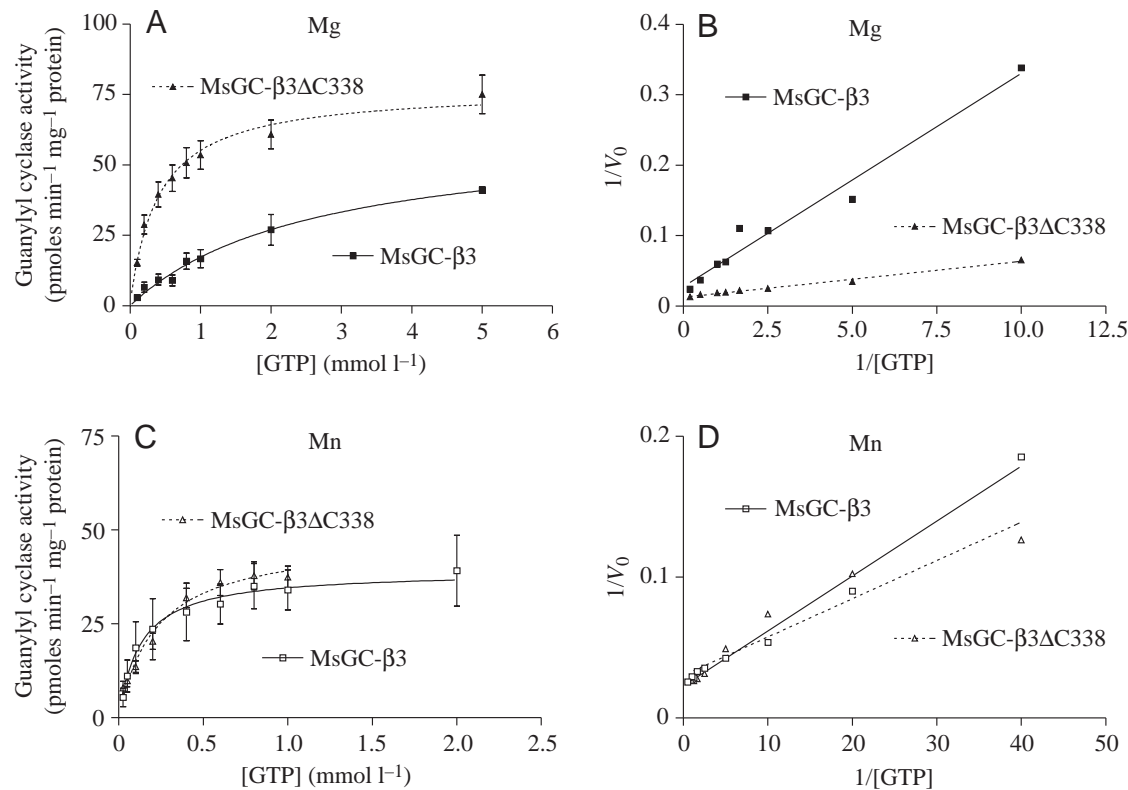 A
Mg
Guanylyl cyclase activity
(pmoles min⁻¹ mg⁻¹ protein)
100
75
50
25
0
MsGC-β3ΔC338
MsGC-β3
0 1 2 3 4 5 6
[GTP] (mmol l⁻¹)
B
Mg
1/V₀
0.4
0.3
0.2
0.1
0
MsGC-β3
MsGC-β3ΔC338
0 2.5 5.0 7.5 10.0 12.5
1/[GTP]
C
Mn
Guanylyl cyclase activity
(pmoles min⁻¹ mg⁻¹ protein)
75
50
25
0
MsGC-β3ΔC338
MsGC-β3
0 0.5 1.0 1.5 2.0 2.5
[GTP] (mmol l⁻¹)
D
Mn
1/V₀
0.2
0.1
0
MsGC-β3
MsGC-β3ΔC338
0 10 20 30 40 50
1/[GTP]